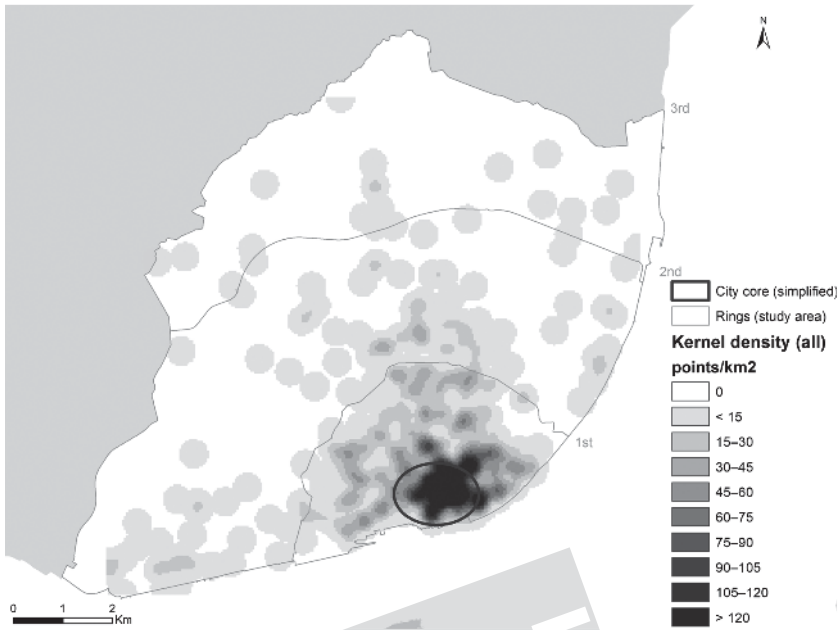 N
3rd
2nd
City core (simplified)
Rings (study area)
Kernel density (all)
points/km2
0
< 15
15–30
1st
30–45
45–60
60–75
75–90
90–105
105–120
> 120
0 1 2
Km